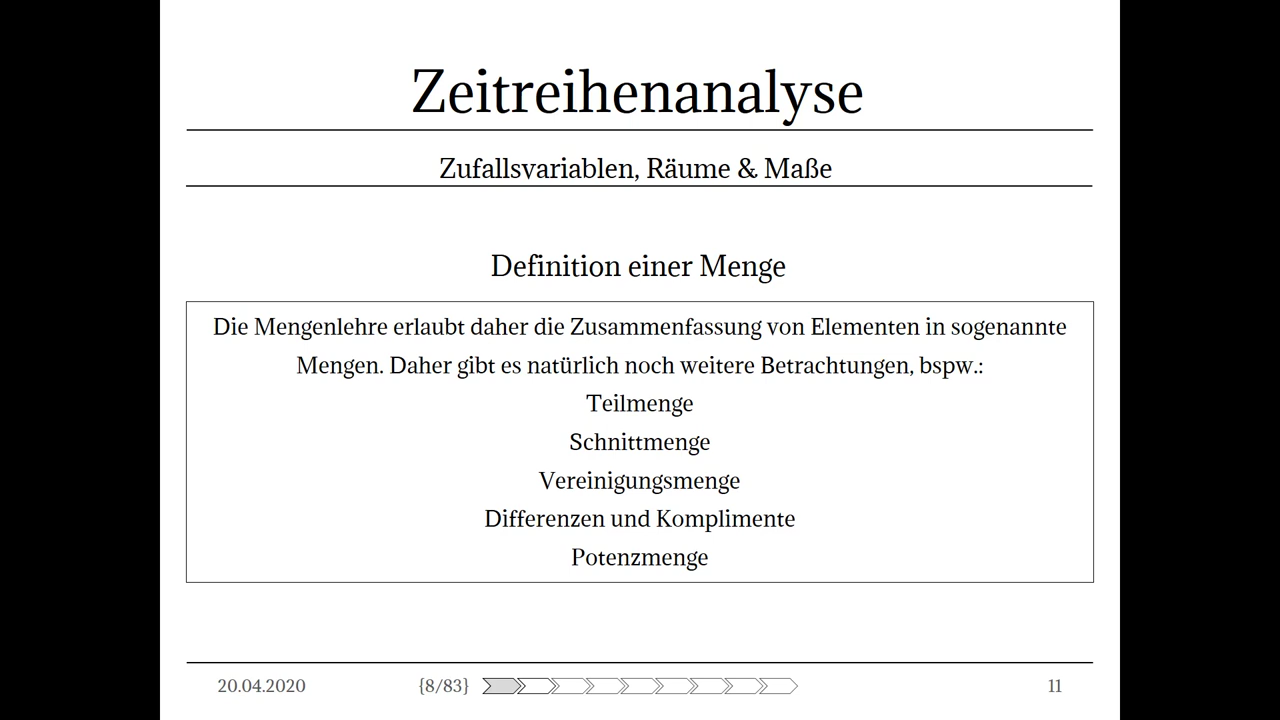 Zeitreihenanalyse
Zufallsvariablen, Räume & Maße
Definition einer Menge
Die Mengenlehre erlaubt daher die Zusammenfassung von Elementen in sogenannte
Mengen. Daher gibt es natürlich noch weitere Betrachtungen, bspw.:
Teilmenge
Schnittmenge
Vereinigungsmenge
Differenzen und Komplimente
Potenzmenge
20.04.2020 {8/83} 11